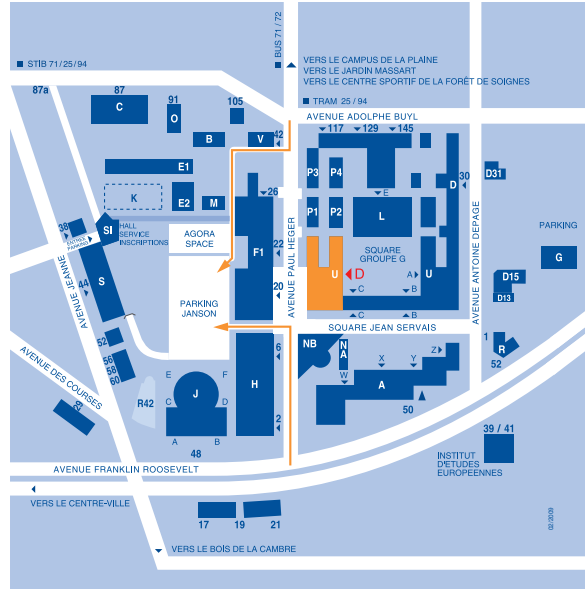 BUS 71 / 72
STIB 71 / 25 / 94
VERS LE CAMPUS DE LA PLAINE
VERS LE JARDIN MASSART
VERS LE CENTRE SPORTIF DE LA FORÊT DE SOIGNES
87a
87
C
91
O
105
TRAM 25 / 94
AVENUE ADOLPHE BUYL
B
V
42
117
129
145
E1
P3
P4
E
D
30
D31
K
E2
M
26
P1
P2
L
38
SI
HALL
SERVICE
INSCRIPTIONS
ENTRÉE
PARKING
AGORA
SPACE
F1
22
AVENUE PAUL HEGER
SQUARE
GROUPE G
AVENUE ANTOINE DEPAGE
PARKING
G
S
44
AVENUE JEANNE
U
D
A
U
D15
D13
20
C
B
PARKING
JANSON
C
B
SQUARE JEAN SERVAIS
52
NB
NA
1
R
52
6
X
Y
Z
AVENUE DES COURSES
56
58
60
E
F
J
H
W
A
R42
C
D
50
29
A
B
2
48
39 / 41
AVENUE FRANKLIN ROOSEVELT
INSTITUT
D'ETUDES
EUROPEENNES
VERS LE CENTRE-VILLE
17
19
21
02/2009
VERS LE BOIS DE LA CAMBRE